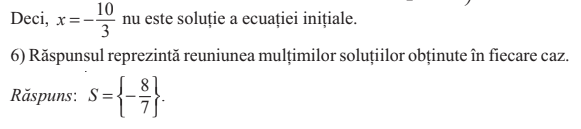 Deci, x = −10/3 nu este soluție a ecuației inițiale.
6) Răspunsul reprezintă reuniunea mulțimilor soluțiilor obținute în fiecare caz.
Răspuns: S = {−8/7}.